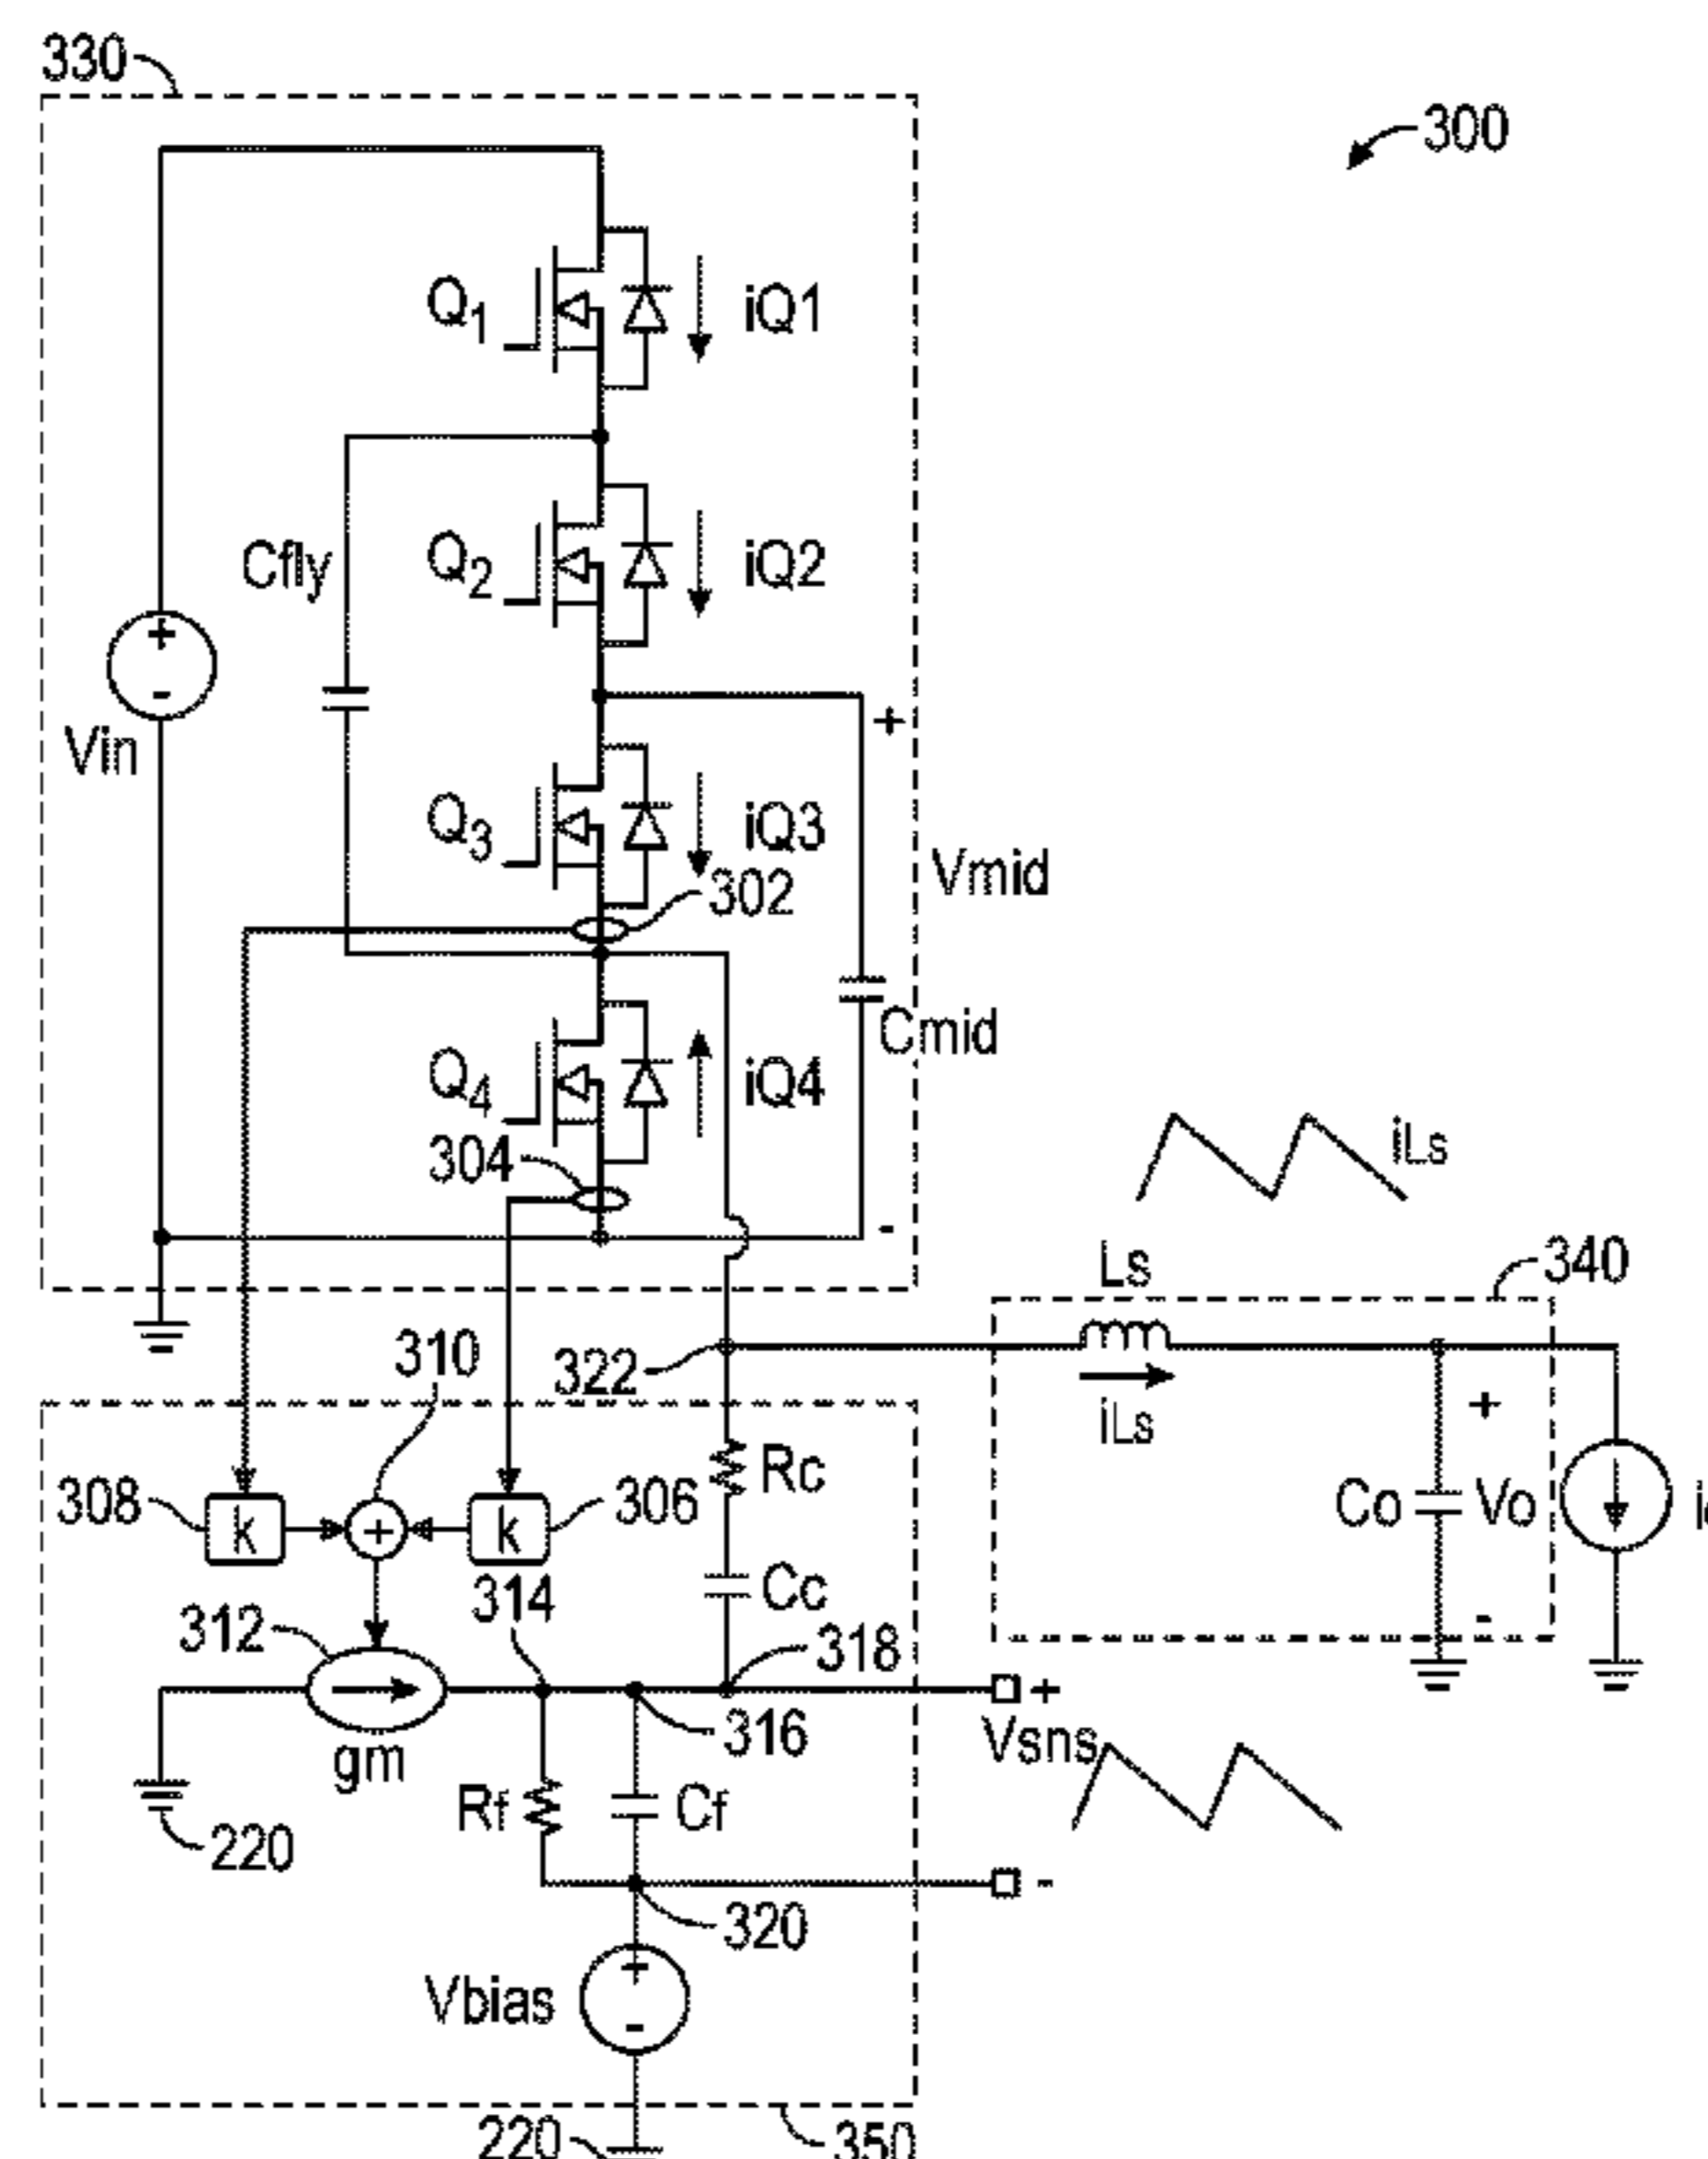 330
300
Q1
iQ1
Cfly
Q2
iQ2
+
-
Vin
+
Q3
iQ3
302
Vmid
Cmid
Q4
iQ4
304
-
iLs
Ls
340
310
322
iLs
+
Rc
308
k
+
k
306
Co
Vo
314
Cc
312
318
-
+
316
Vsns
gm
Rf
Cf
220
-
320
+
Vbias
-
220
350